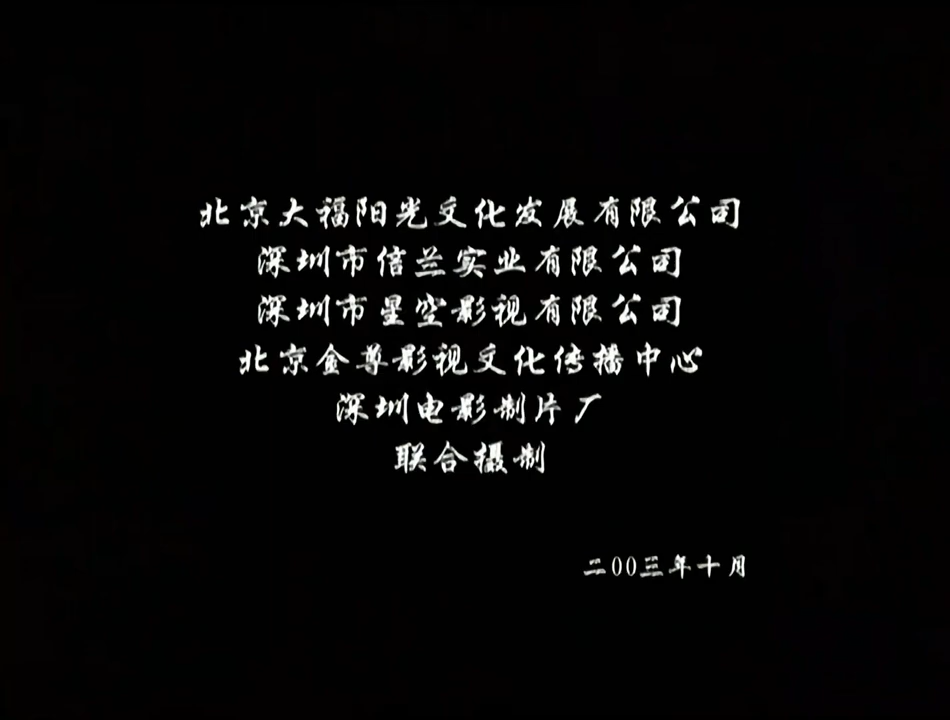 北京大福阳光文化发展有限公司
深圳市信兰实业有限公司
深圳市星空影视有限公司
北京金尊影视文化传播中心
深圳电影制片厂
联合摄制
二00三年十月